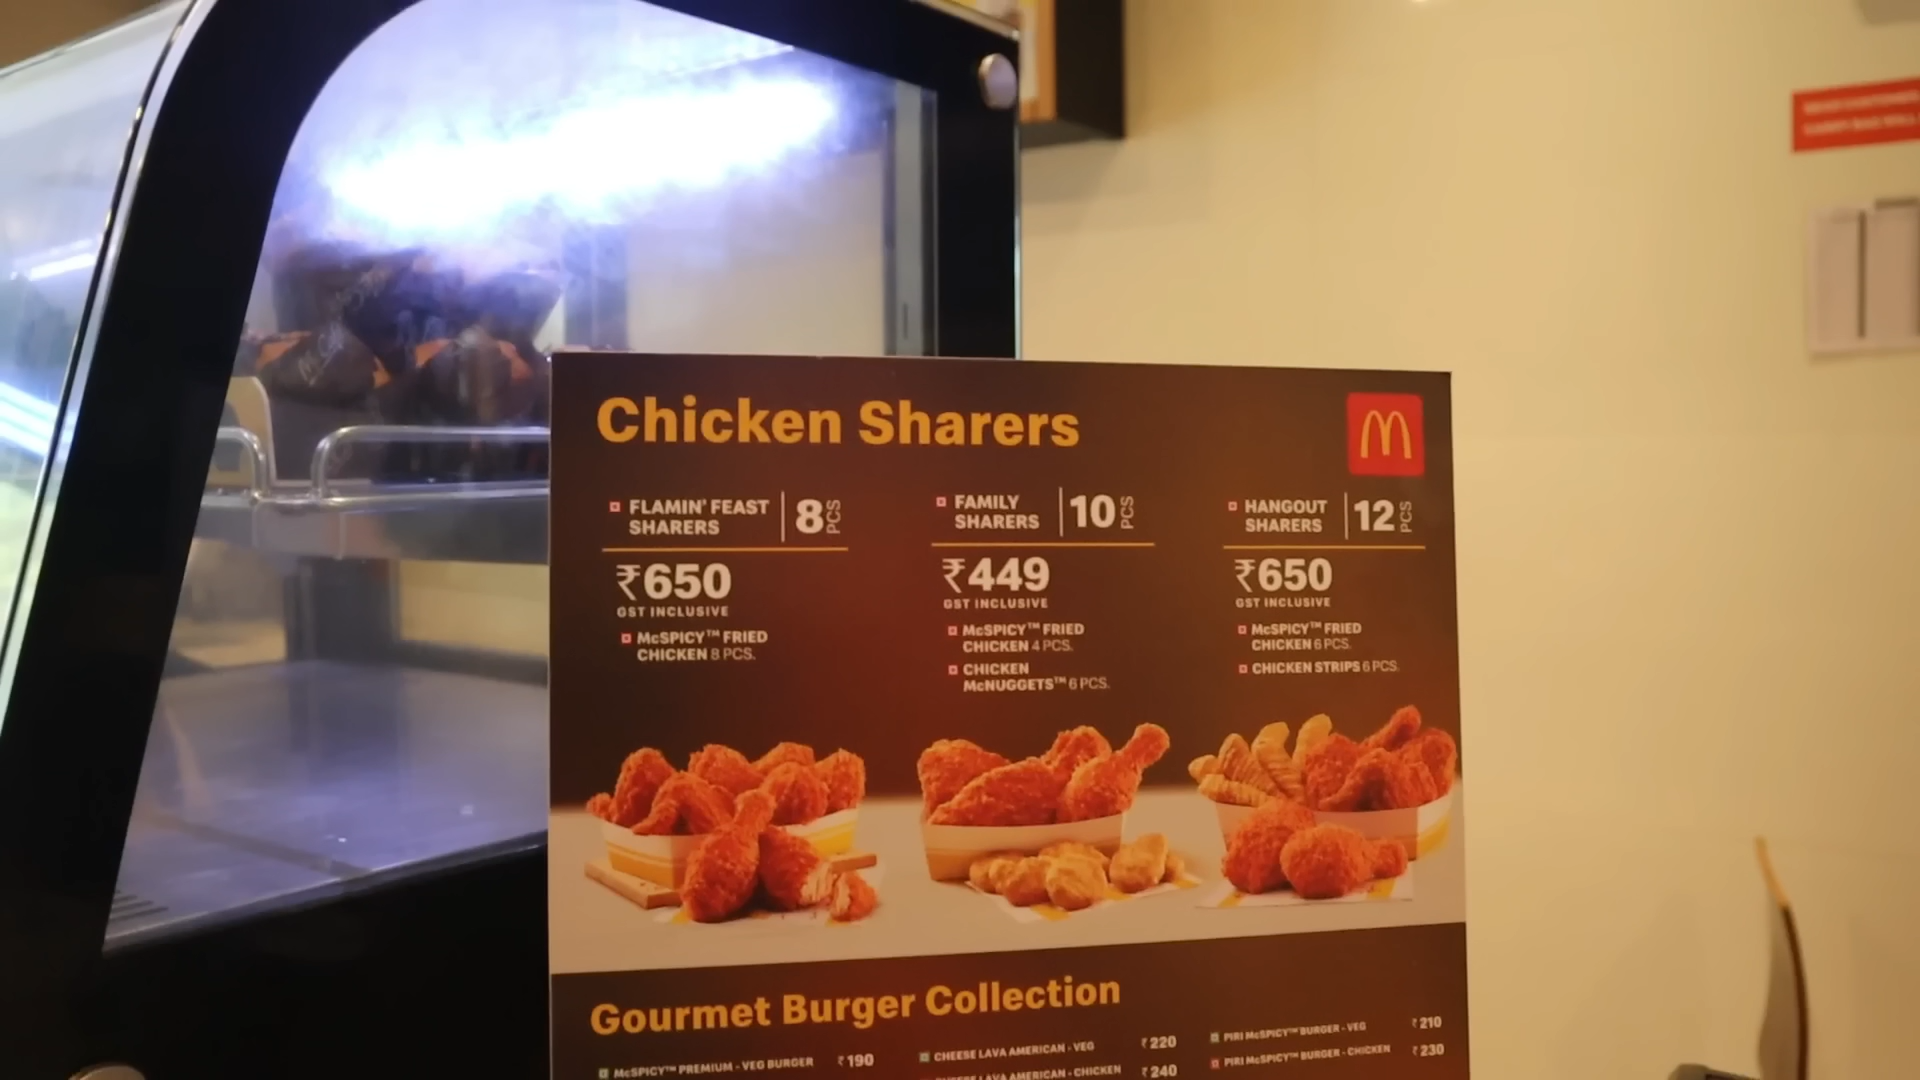 Chicken Sharers
FLAMIN' FEAST
SHARERS
8 PCS
₹650
GST INCLUSIVE
McSPICY™ FRIED
CHICKEN 8 PCS.
FAMILY
SHARERS
10 PCS
₹449
GST INCLUSIVE
McSPICY™ FRIED
CHICKEN 4 PCS.
CHICKEN
McNUGGETS™ 6 PCS.
HANGOUT
SHARERS
12 PCS
₹650
GST INCLUSIVE
McSPICY™ FRIED
CHICKEN 6 PCS.
CHICKEN STRIPS 6 PCS.
Gourmet Burger Collection
McSPICY™ PREMIUM - VEG BURGER ₹190
CHEESE LAVA AMERICAN - VEG ₹220
LAVA AMERICAN - CHICKEN ₹240
PIRI McSPICY™ BURGER - VEG ₹210
PIRI McSPICY™ BURGER - CHICKEN ₹230